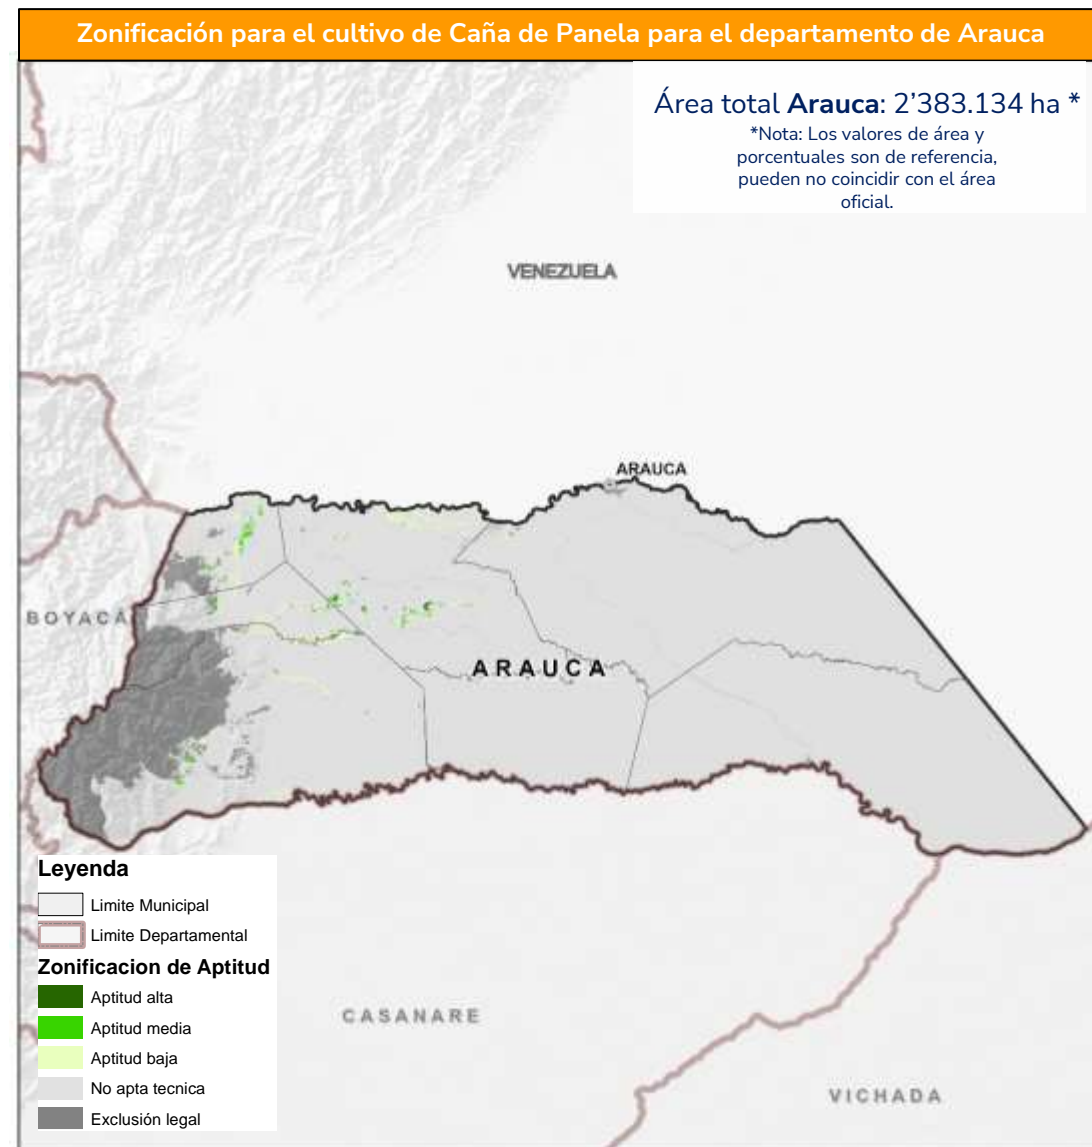 Zonificación para el cultivo de Caña de Panela para el departamento de Arauca
Área total Arauca: 2’383.134 ha *
*Nota: Los valores de área y
porcentuales son de referencia,
pueden no coincidir con el área
oficial.
VENEZUELA
ARAUCA
BOYACÁ
ARAUCA
Leyenda
Limite Municipal
Limite Departamental
Zonificacion de Aptitud
Aptitud alta
Aptitud media
Aptitud baja
No apta tecnica
Exclusión legal
CASANARE
VICHADA